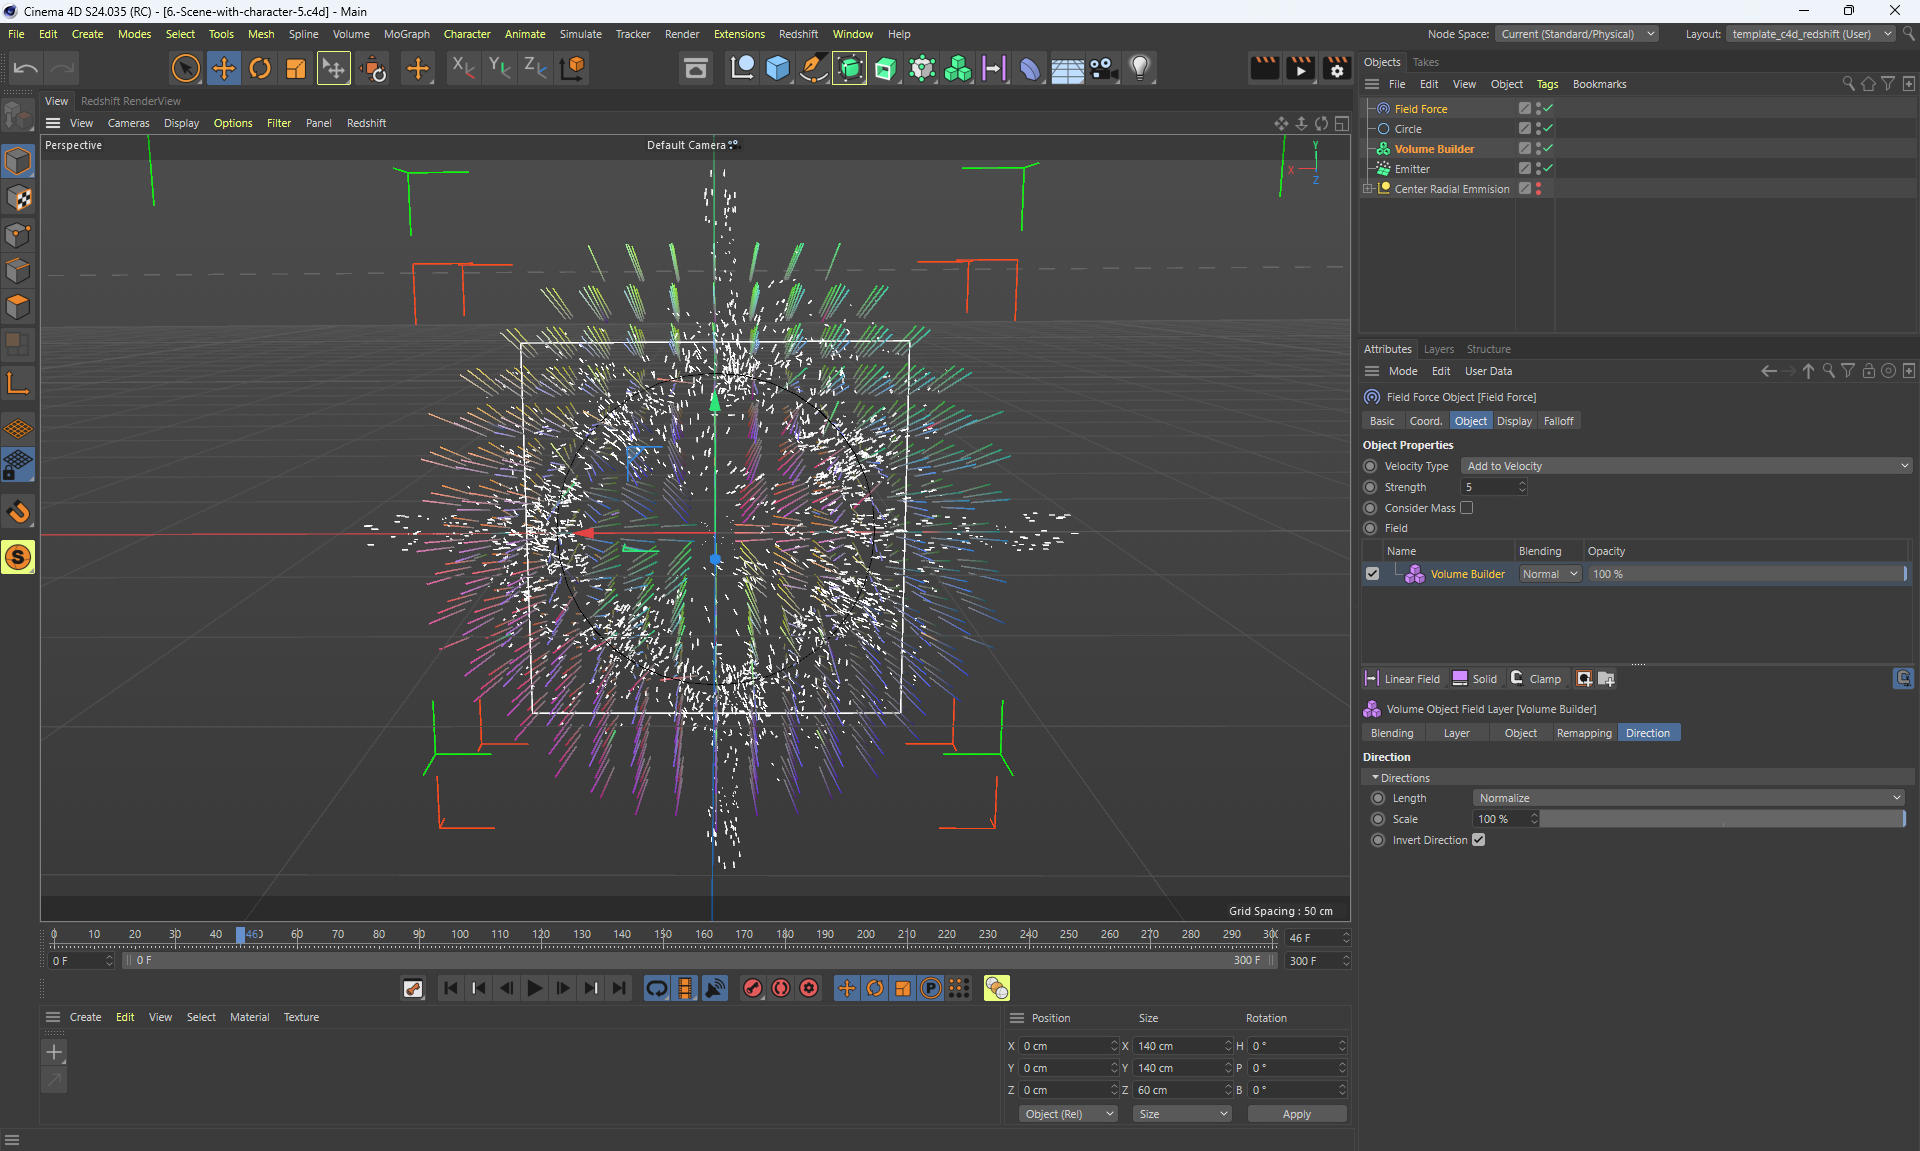 Cinema 4D S24.035 (RC) - [6.-Scene-with-character-5.c4d] - Main
File Edit Create Modes Select Tools Mesh Spline Volume MoGraph Character Animate Simulate Tracker Render Extensions Redshift Window Help
Node Space: Current (Standard/Physical) Layout: template_c4d_redshift (User)
View Redshift RenderView
View Cameras Display Options Filter Panel Redshift
Perspective
Default Camera
Y
X
Z
Grid Spacing : 50 cm
0 10 20 30 40 460 60 70 80 90 100 110 120 130 140 150 160 170 180 190 200 210 220 230 240 250 260 270 280 290 300
46 F
0 F
0 F
300 F
300 F
Create Edit View Select Material Texture
Position Size Rotation
X 0 cm X 140 cm H 0 °
Y 0 cm Y 140 cm P 0 °
Z 0 cm Z 60 cm B 0 °
Object (Rel) Size Apply
Objects Takes
File Edit View Object Tags Bookmarks
Field Force
Circle
Volume Builder
Emitter
Center Radial Emmision
Attributes Layers Structure
Mode Edit User Data
Field Force Object [Field Force]
Basic Coord. Object Display Falloff
Object Properties
Velocity Type Add to Velocity
Strength 5
Consider Mass
Field
Name Blending Opacity
Volume Builder Normal 100 %
Linear Field Solid Clamp
Volume Object Field Layer [Volume Builder]
Blending Layer Object Remapping Direction
Direction
Directions
Length Normalize
Scale 100 %
Invert Direction